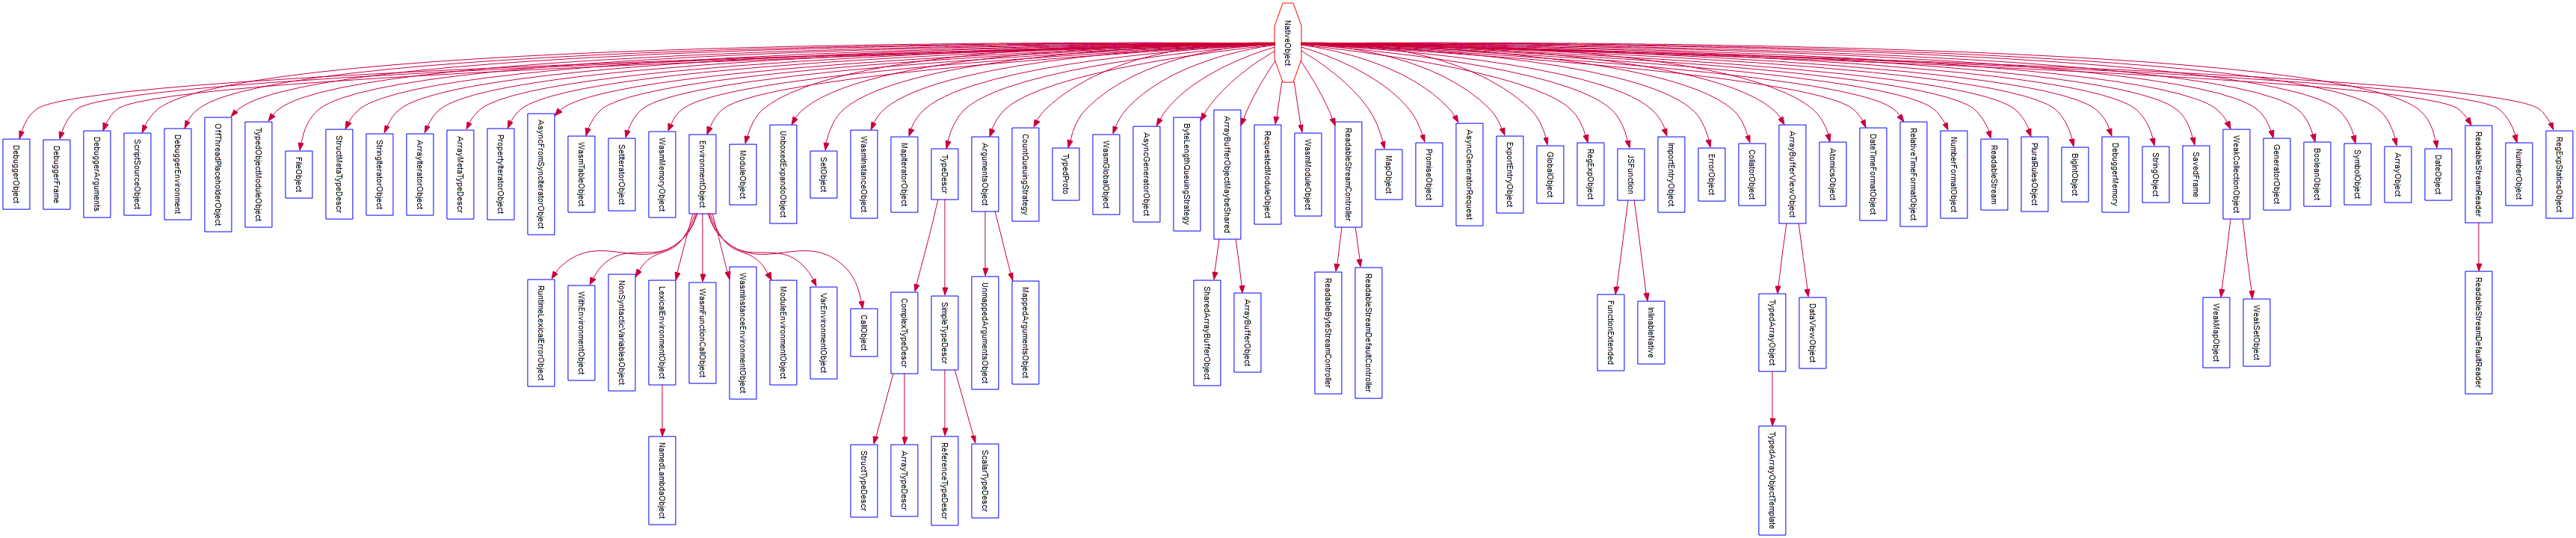 NativeObject
DebuggerObject
DebuggerFrame
DebuggerArguments
ScriptSourceObject
DebuggerEnvironment
OffThreadPlaceholderObject
TypedObjectModuleObject
FileObject
StructMetaTypeDescr
StringIteratorObject
ArrayIteratorObject
ArrayMetaTypeDescr
PropertyIteratorObject
AsyncFromSyncIteratorObject
WasmTableObject
SetIteratorObject
WasmMemoryObject
EnvironmentObject
ModuleObject
UnboxedExpandoObject
SetObject
WasmInstanceObject
MapIteratorObject
TypeDescr
ArgumentsObject
CountQueuingStrategy
TypedProto
WasmGlobalObject
AsyncGeneratorObject
ByteLengthQueuingStrategy
ArrayBufferObjectMaybeShared
RequestedModuleObject
WasmModuleObject
ReadableStreamController
MapObject
PromiseObject
AsyncGeneratorRequest
ExportEntryObject
GlobalObject
RegExpObject
JSFunction
ImportEntryObject
ErrorObject
CollatorObject
ArrayBufferViewObject
AtomicsObject
DateTimeFormatObject
RelativeTimeFormatObject
NumberFormatObject
ReadableStream
PluralRulesObject
BigIntObject
DebuggerMemory
StringObject
SavedFrame
WeakCollectionObject
GeneratorObject
BooleanObject
SymbolObject
ArrayObject
DateObject
ReadableStreamReader
NumberObject
RegExpStaticsObject
RuntimeLexicalErrorObject
WithEnvironmentObject
NonSyntacticVariablesObject
LexicalEnvironmentObject
WasmFunctionCallObject
WasmInstanceEnvironmentObject
ModuleEnvironmentObject
VarEnvironmentObject
CallObject
ComplexTypeDescr
SimpleTypeDescr
UnmappedArgumentsObject
MappedArgumentsObject
SharedArrayBufferObject
ArrayBufferObject
ReadableByteStreamController
ReadableStreamDefaultController
FunctionExtended
InlinableNative
TypedArrayObject
DataViewObject
WeakMapObject
WeakSetObject
ReadableStreamDefaultReader
NamedLambdaObject
StructTypeDescr
ArrayTypeDescr
ReferenceTypeDescr
ScalarTypeDescr
TypedArrayObjectTemplate